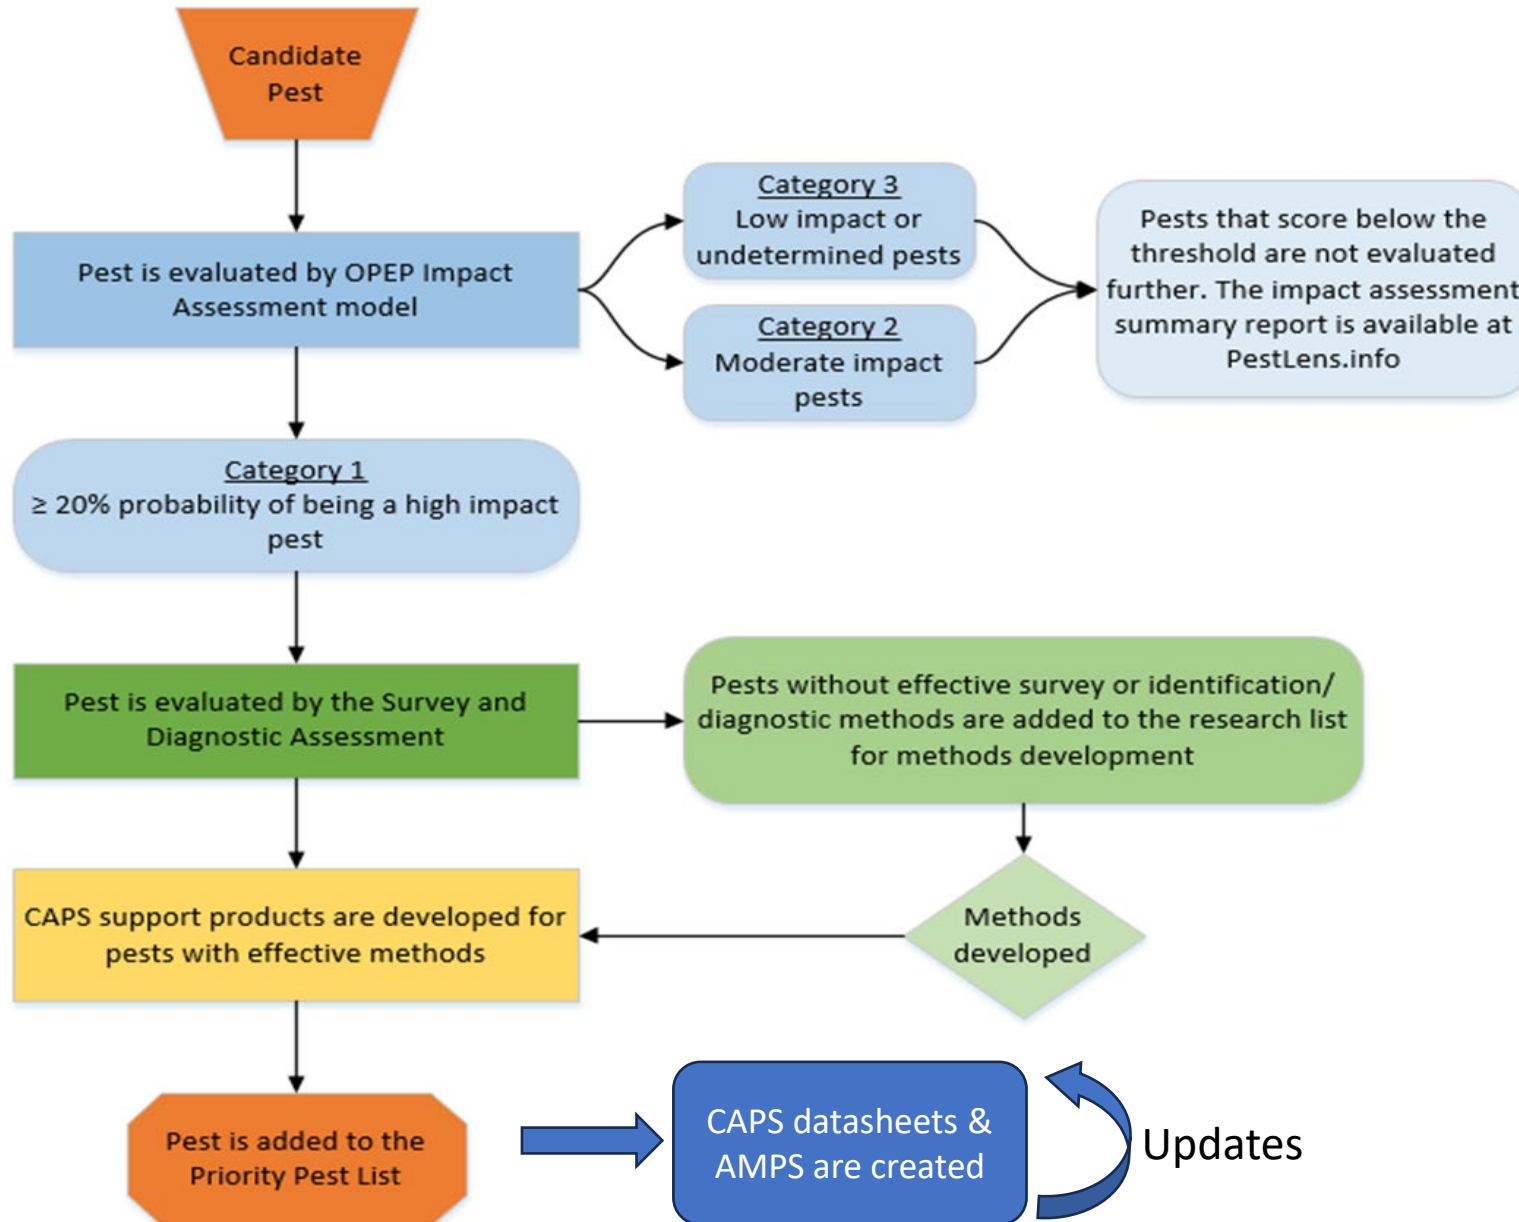 Candidate
Pest
Pest is evaluated by OPEP Impact
Assessment model
Category 3
Low impact or
undetermined pests
Category 2
Moderate impact
pests
Pests that score below the
threshold are not evaluated
further. The impact assessment
summary report is available at
PestLens.info
Category 1
≥ 20% probability of being a high impact
pest
Pest is evaluated by the Survey and
Diagnostic Assessment
Pests without effective survey or identification/
diagnostic methods are added to the research list
for methods development
CAPS support products are developed for
pests with effective methods
Methods
developed
Pest is added to the
Priority Pest List
CAPS datasheets &
AMPS are created
Updates